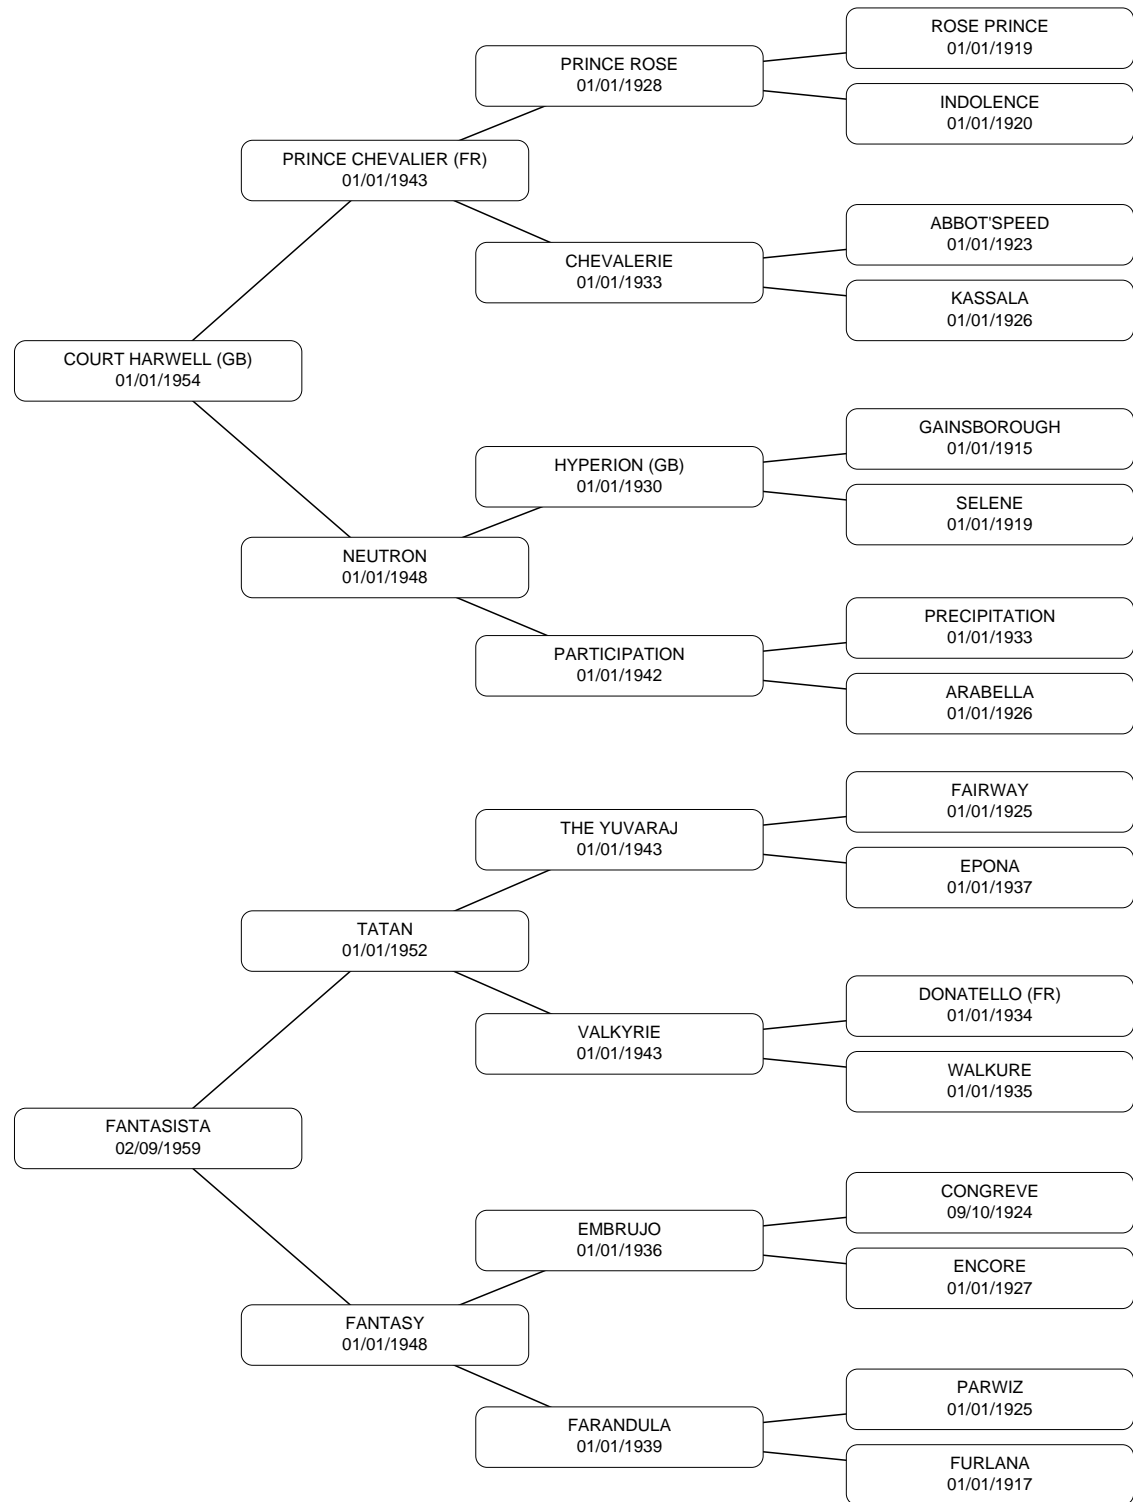 ROSE PRINCE
01/01/1919
PRINCE ROSE
01/01/1928
INDOLENCE
01/01/1920
PRINCE CHEVALIER (FR)
01/01/1943
ABBOT'SPEED
01/01/1923
CHEVALERIE
01/01/1933
KASSALA
01/01/1926
COURT HARWELL (GB)
01/01/1954
GAINSBOROUGH
01/01/1915
HYPERION (GB)
01/01/1930
SELENE
01/01/1919
NEUTRON
01/01/1948
PRECIPITATION
01/01/1933
PARTICIPATION
01/01/1942
ARABELLA
01/01/1926
FAIRWAY
01/01/1925
THE YUVARAJ
01/01/1943
EPONA
01/01/1937
TATAN
01/01/1952
DONATELLO (FR)
01/01/1934
VALKYRIE
01/01/1943
WALKURE
01/01/1935
FANTASISTA
02/09/1959
CONGREVE
09/10/1924
EMBRUJO
01/01/1936
ENCORE
01/01/1927
FANTASY
01/01/1948
PARWIZ
01/01/1925
FARANDULA
01/01/1939
FURLANA
01/01/1917